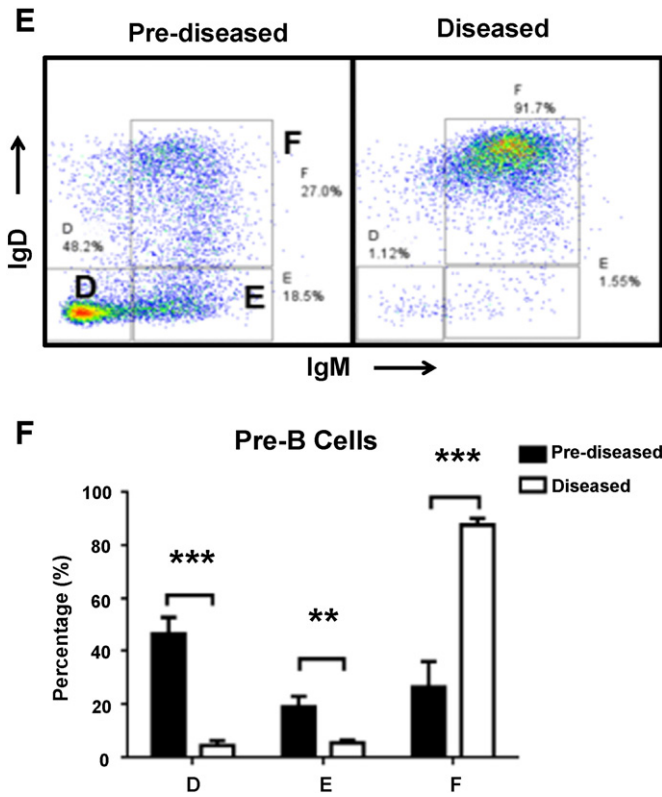 E
Pre-diseased
Diseased
IgD
F
F
27.0%
D
48.2%
D
E
E
18.5%
F
91.7%
D
1.12%
E
1.55%
IgM
F
Pre-B Cells
Pre-diseased
Diseased
Percentage (%)
100
80
60
40
20
0
***
**
***
D
E
F